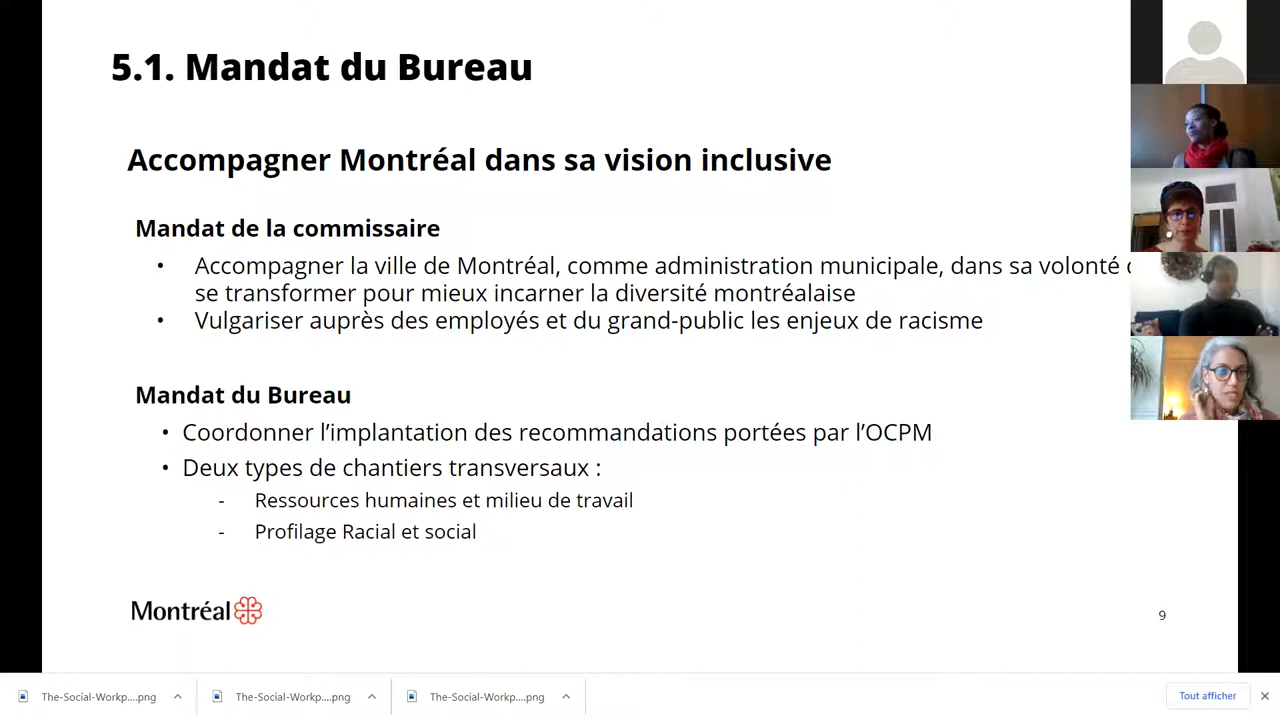 5.1. Mandat du Bureau
Accompagner Montréal dans sa vision inclusive
Mandat de la commissaire
• Accompagner la ville de Montréal, comme administration municipale, dans sa volonté
se transformer pour mieux incarner la diversité montréalaise
• Vulgariser auprès des employés et du grand-public les enjeux de racisme
Mandat du Bureau
• Coordonner l’implantation des recommandations portées par l’OCPM
• Deux types de chantiers transversaux :
- Ressources humaines et milieu de travail
- Profilage Racial et social
Montréal
9
The-Social-Workp....png
The-Social-Workp....png
The-Social-Workp....png
Tout afficher